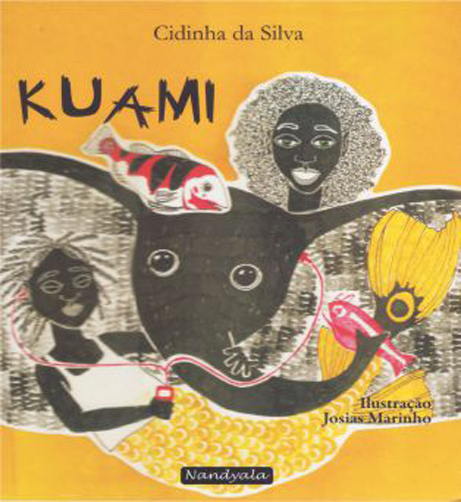 Cidinha da Silva
KUAMI
Ilustração
Josias Marinho
Nandyala